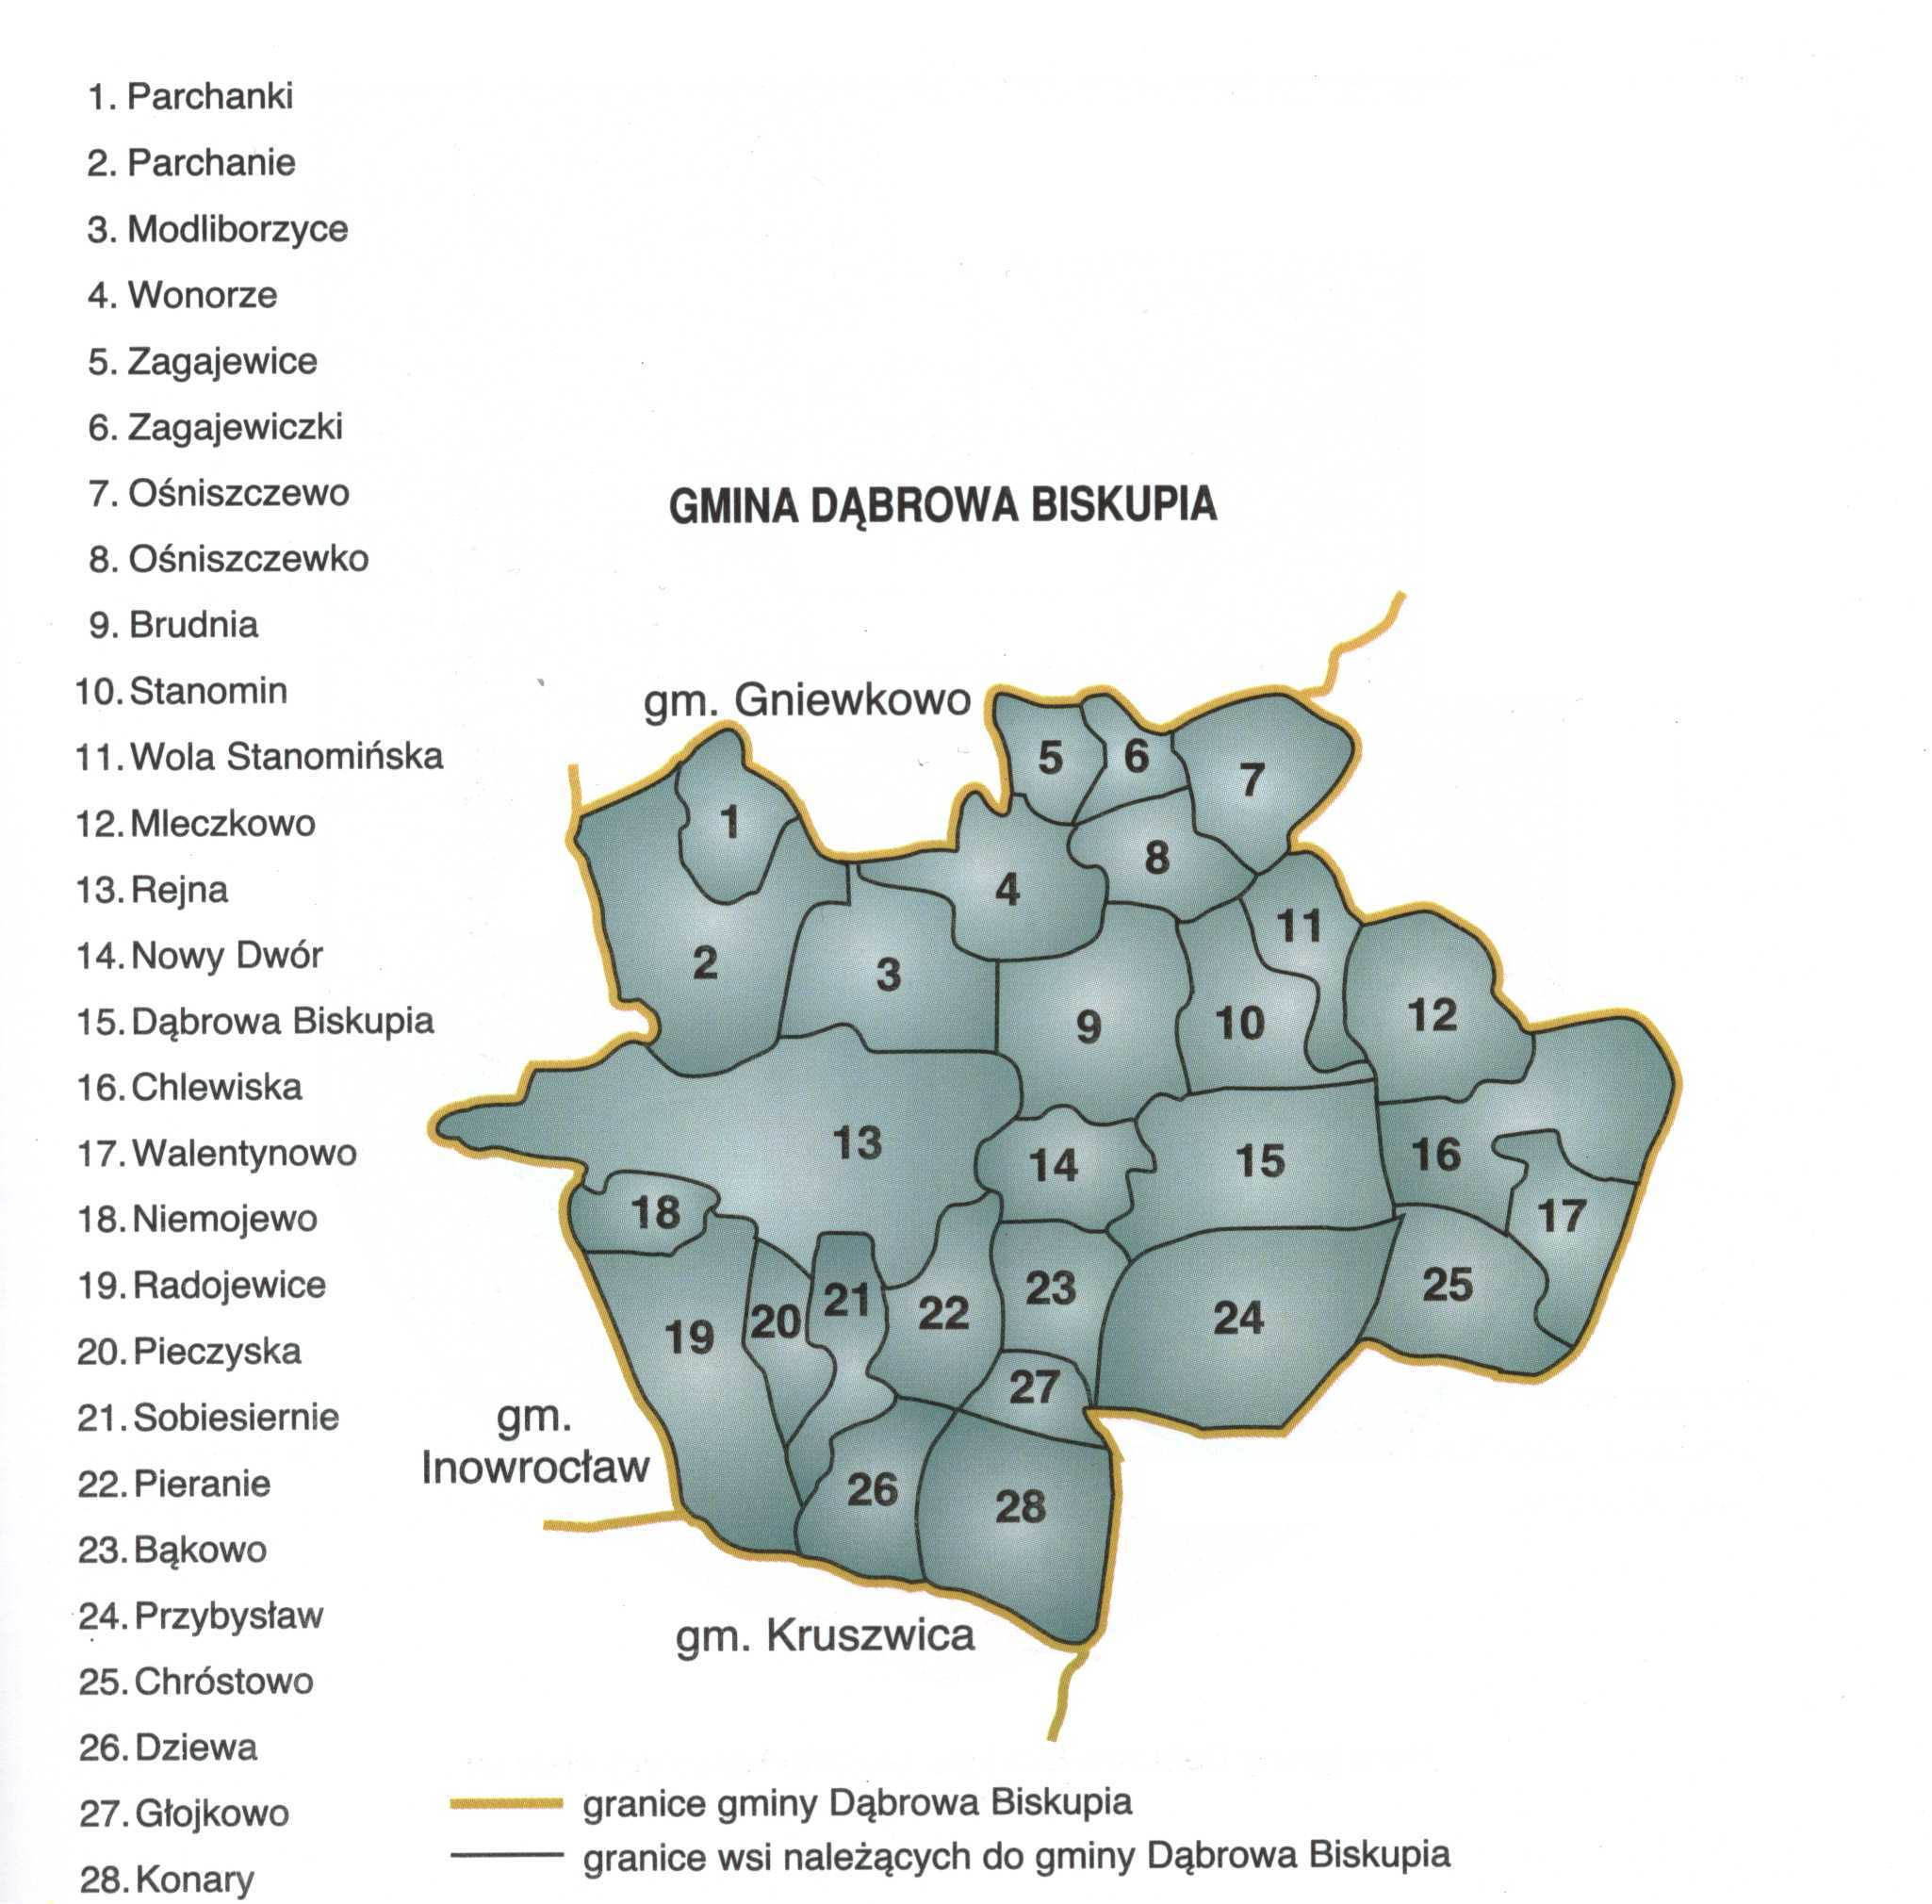 1. Parchanki
2. Parchanie
3. Modliborzyce
4. Wonorze
5. Zagajewice
6. Zagajewiczki
7. Ośniszczewo
8. Ośniszczewko
9. Brudnia
10. Stanomin
11. Wola Stanomińska
12. Mleczkowo
13. Rejna
14. Nowy Dwór
15. Dąbrowa Biskupia
16. Chlewiska
17. Walentynowo
18. Niemojewo
19. Radojewice
20. Pieczyska
21. Sobiesiernie
22. Pieranie
23. Bąkowo
24. Przybysław
25. Chróstowo
26. Dziewa
27. Głojkowo
28. Konary
GMINA DĄBROWA BISKUPIA
gm. Gniewkowo
5
6
7
1
8
4
11
2
3
9
10
12
13
14
15
16
18
17
19
20
21
22
23
24
25
27
gm.
Inowrocław
26
28
gm. Kruszwica
granice gminy Dąbrowa Biskupia
granice wsi należących do gminy Dąbrowa Biskupia